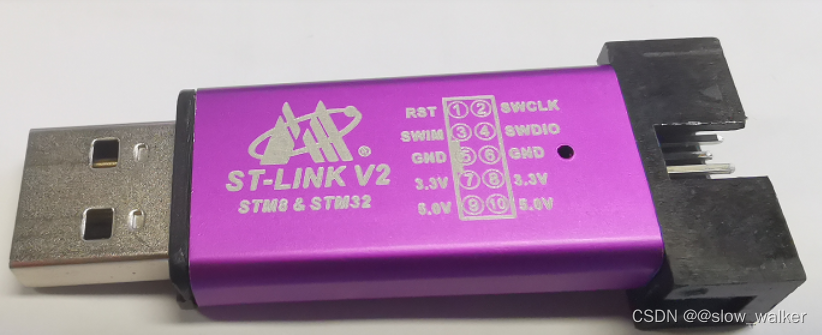 RST ① ② SWCLK
SWIM ③ ④ SWDIO
GND ⑤ ⑥ GND
3.3V ⑦ ⑧ 3.3V
5.0V ⑨ ⑩ 5.0V
®
ST-LINK V2
STM8 & STM32
CSDN @@slow_walker